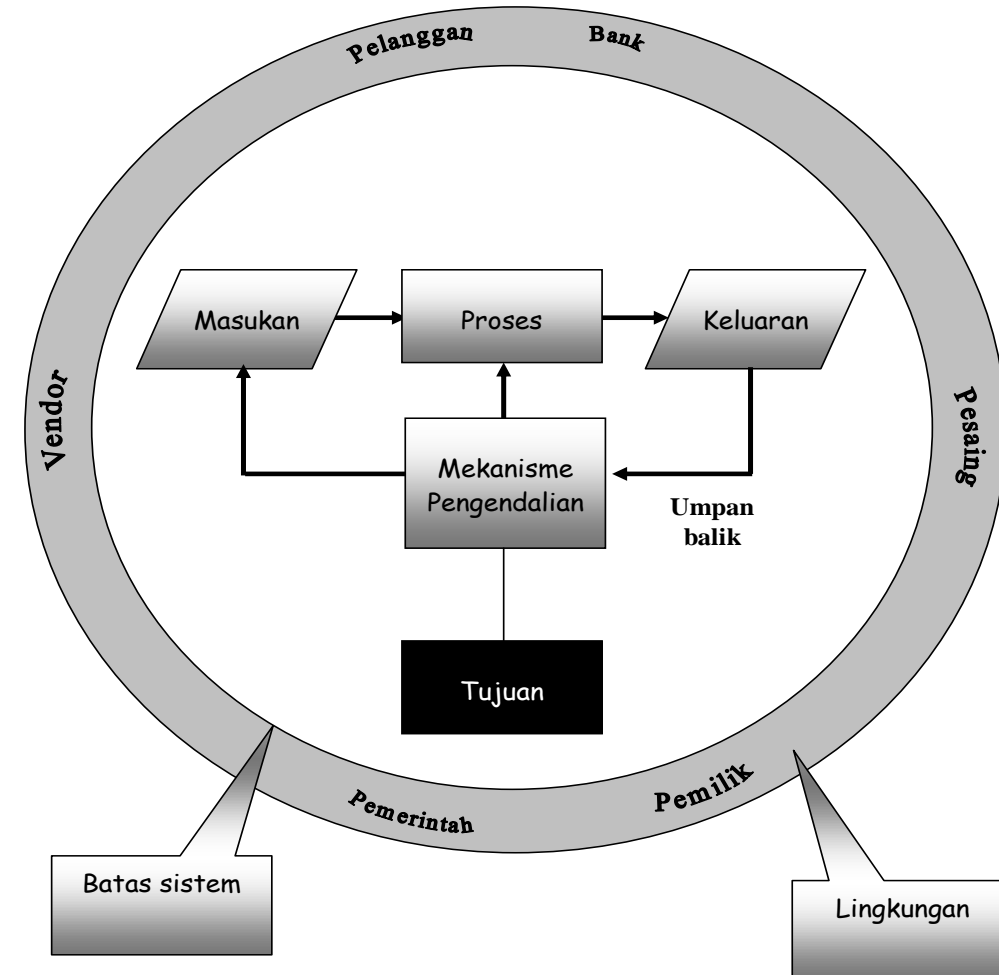 Pelanggan
Bank
Masukan
Proses
Keluaran
Vendor
Pesaing
Mekanisme
Pengendalian
Umpan
balik
Tujuan
Pemerintah
Pemilik
Batas sistem
Lingkungan